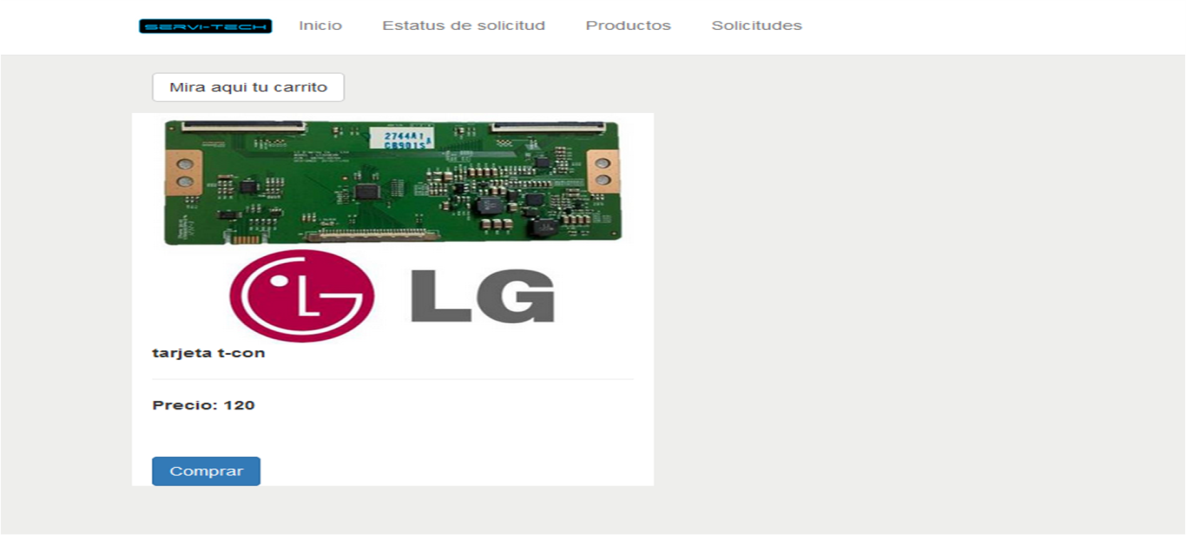 SERVI-TECH Inicio Estatus de solicitud Productos Solicitudes
Mira aqui tu carrito
2744A1
C89D1S
A
LG
tarjeta t-con
Precio: 120
Comprar